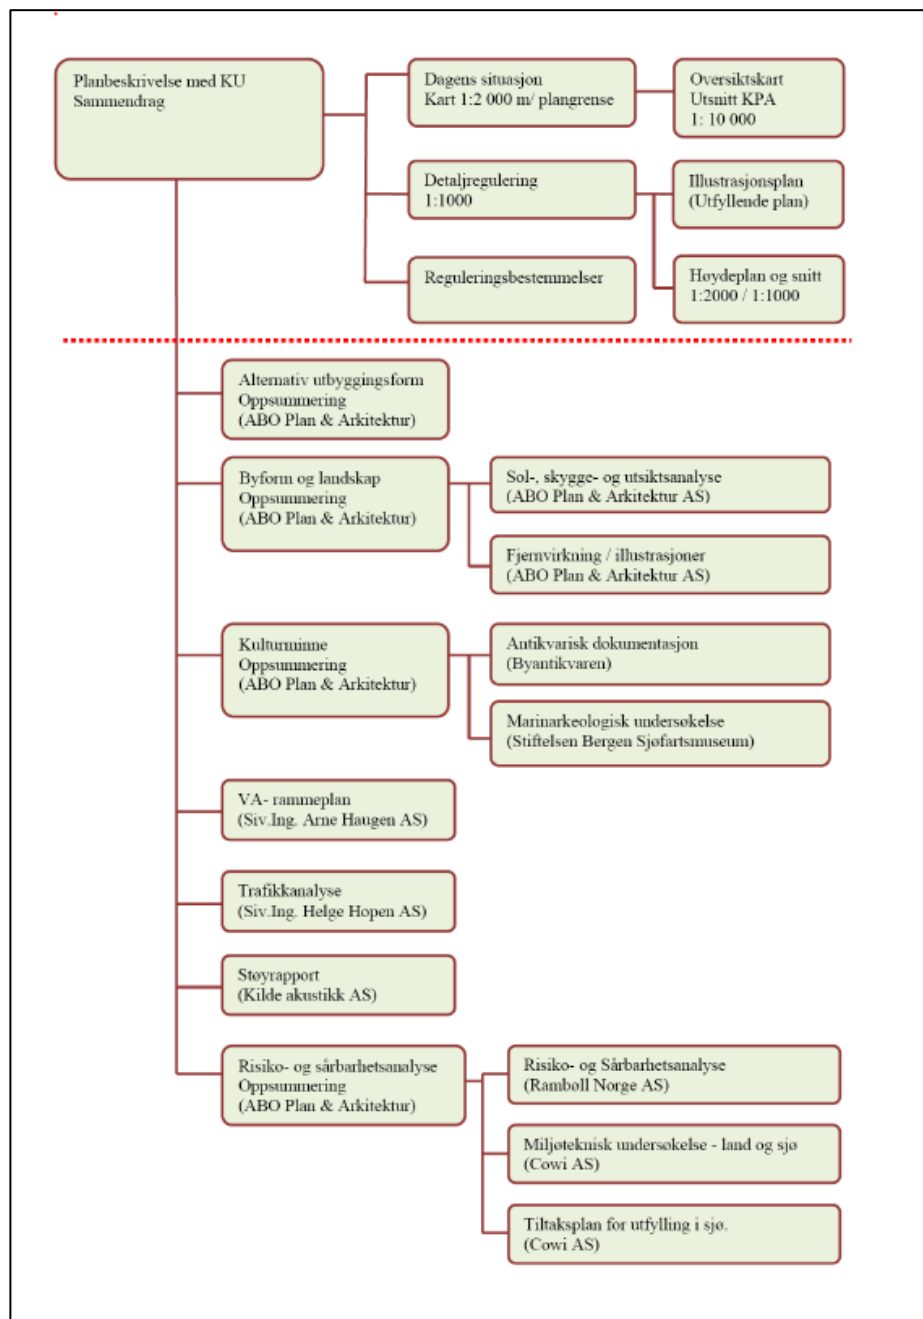 Planbeskrivelse med KU
Sammendrag
Dagens situasjon
Kart 1:2 000 m/ plangrense
Oversiktskart
Utsnitt KPA
1: 10 000
Detaljregulering
1:1000
Illustrasjonsplan
(Utfyllende plan)
Reguleringsbestemmelser
Høydeplan og snitt
1:2000 / 1:1000
Alternativ utbyggingsform
Oppsummering
(ABO Plan & Arkitektur)
Byform og landskap
Oppsummering
(ABO Plan & Arkitektur)
Sol-, skygge- og utsiktsanalyse
(ABO Plan & Arkitektur AS)
Fjernvirkning / illustrasjoner
(ABO Plan & Arkitektur AS)
Kulturminne
Oppsummering
(ABO Plan & Arkitektur)
Antikvarisk dokumentasjon
(Byantikvaren)
Marinarkeologisk undersøkelse
(Stiftelsen Bergen Sjøfartsmuseum)
VA- rammeplan
(Siv.Ing. Arne Haugen AS)
Trafikkanalyse
(Siv.Ing. Helge Hopen AS)
Støyrapport
(Kilde akustikk AS)
Risiko- og sårbarhetsanalyse
Oppsummering
(ABO Plan & Arkitektur)
Risiko- og Sårbarhetsanalyse
(Rambøll Norge AS)
Miljøteknisk undersøkelse - land og sjø
(Cowi AS)
Tiltaksplan for utfylling i sjø.
(Cowi AS)